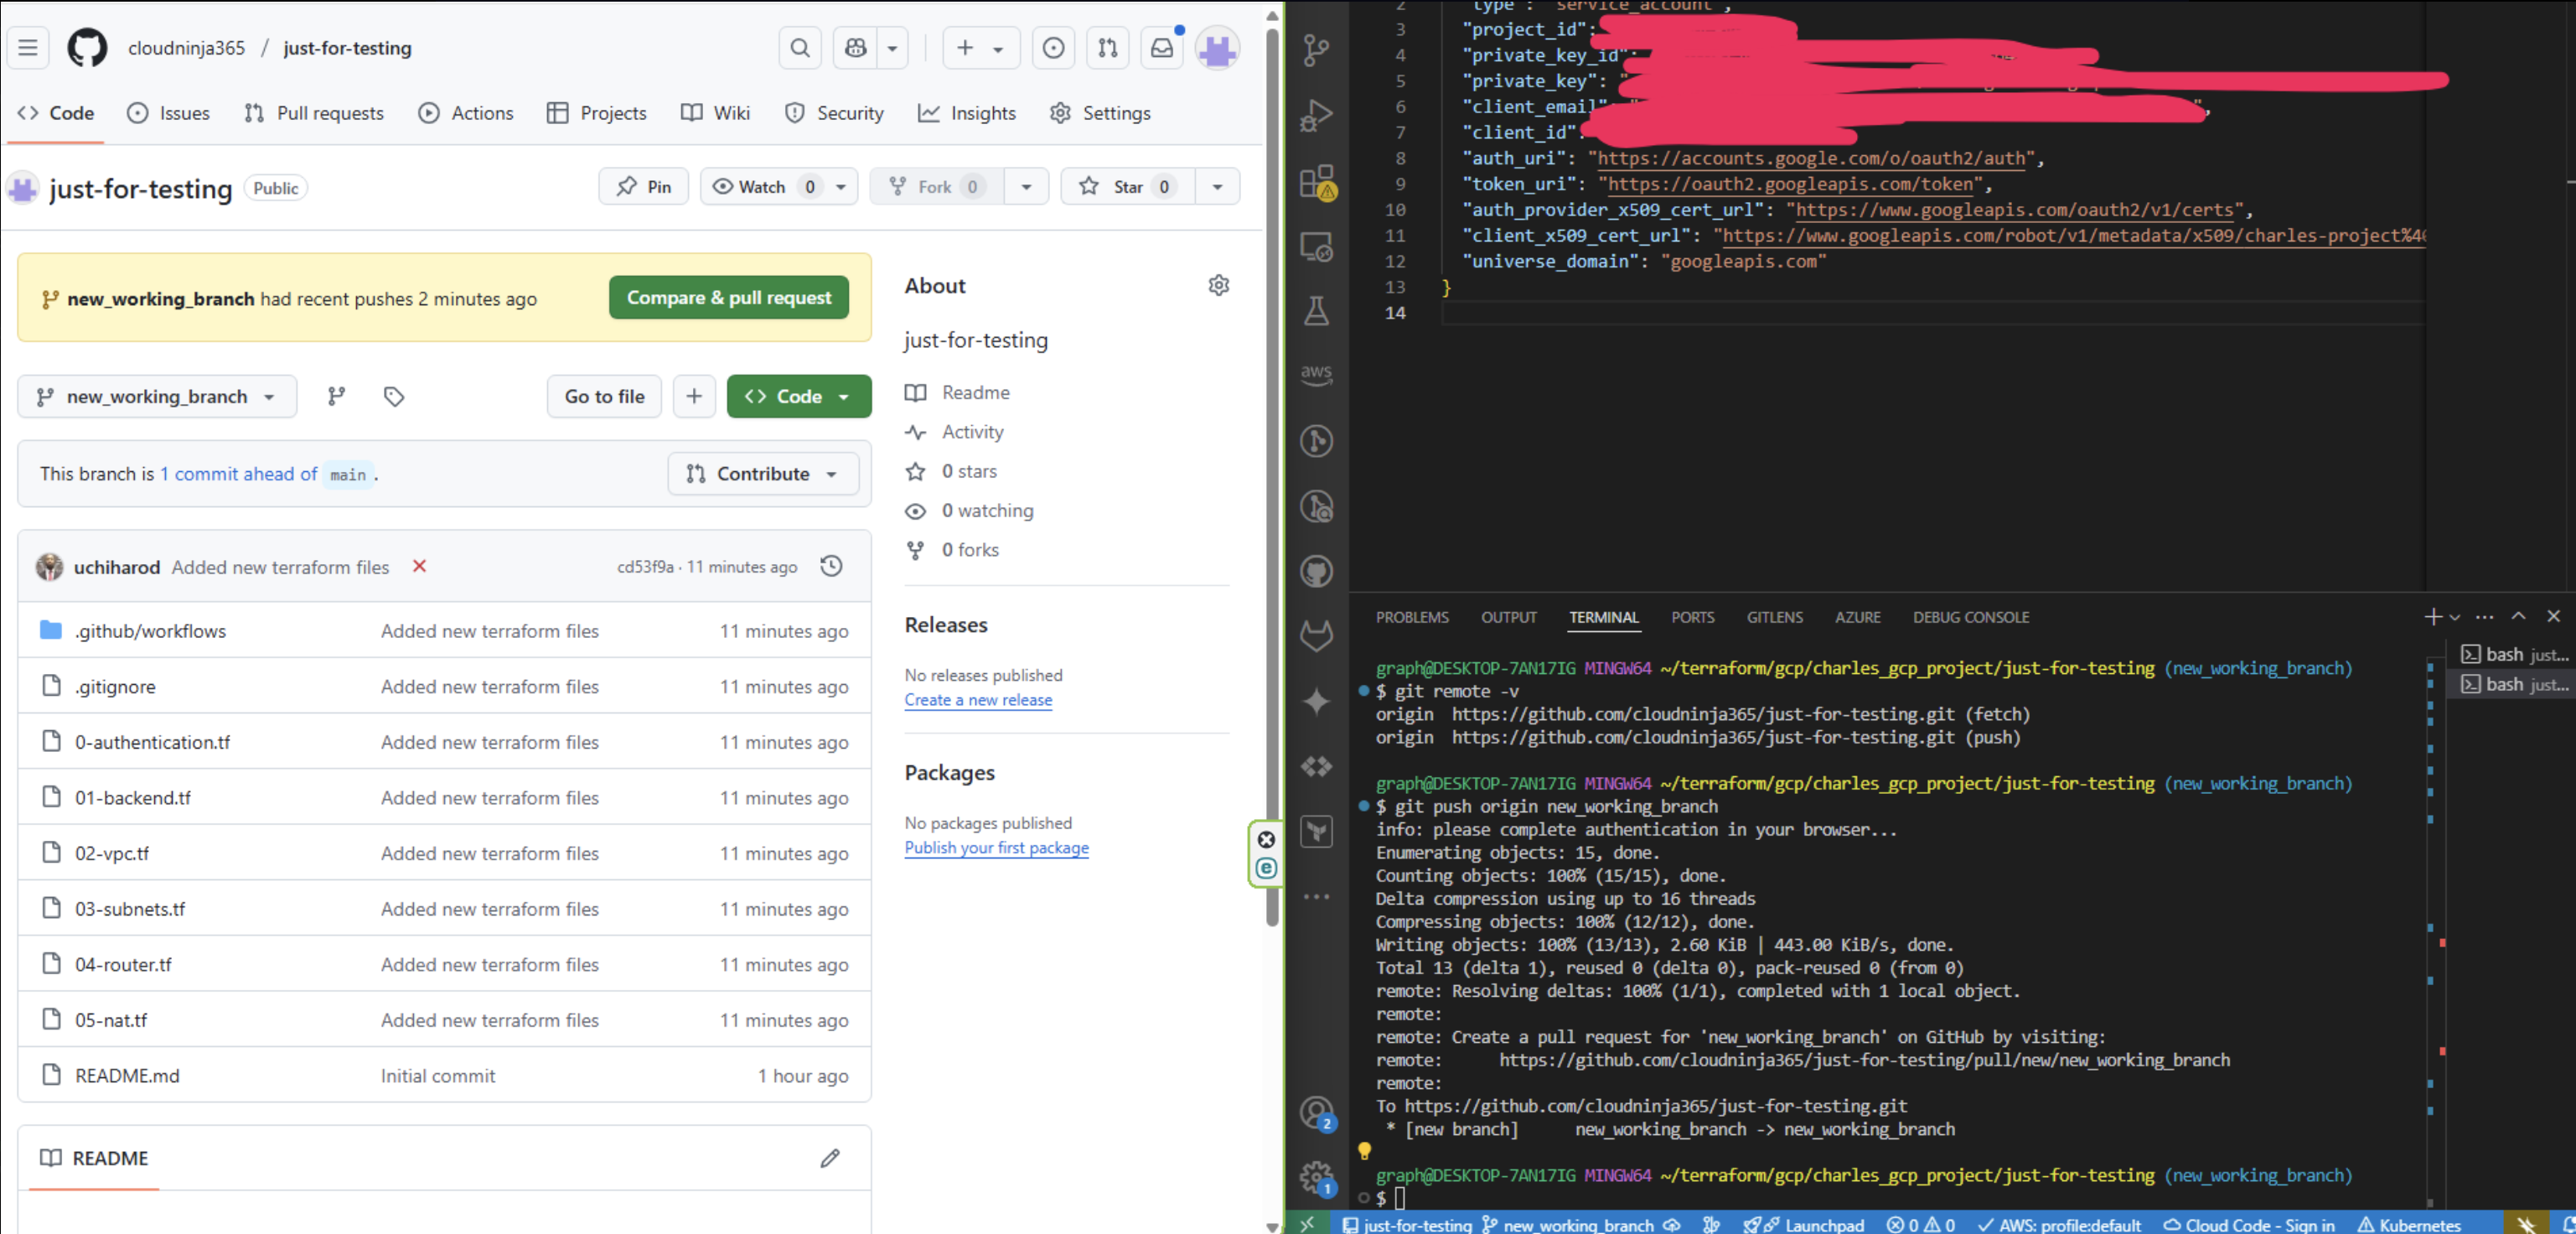 cloudninja365 / just-for-testing
Code Issues Pull requests Actions Projects Wiki Security Insights Settings
just-for-testing Public
Pin Watch 0 Fork 0 Star 0
new_working_branch had recent pushes 2 minutes ago
Compare & pull request
new_working_branch
Go to file
Code
This branch is 1 commit ahead of main .
Contribute
uchiharod Added new terraform files cd53f9a · 11 minutes ago
.github/workflows Added new terraform files 11 minutes ago
.gitignore Added new terraform files 11 minutes ago
0-authentication.tf Added new terraform files 11 minutes ago
01-backend.tf Added new terraform files 11 minutes ago
02-vpc.tf Added new terraform files 11 minutes ago
03-subnets.tf Added new terraform files 11 minutes ago
04-router.tf Added new terraform files 11 minutes ago
05-nat.tf Added new terraform files 11 minutes ago
README.md Initial commit 1 hour ago
README
About
just-for-testing
Readme
Activity
0 stars
0 watching
0 forks
Releases
No releases published
Create a new release
Packages
No packages published
Publish your first package
aws
2
1
2 "type": "service_account",
3 "project_id":
4 "private_key_id":
5 "private_key": "
6 "client_email": "
7 "client_id":
8 "auth_uri": "https://accounts.google.com/o/oauth2/auth",
9 "token_uri": "https://oauth2.googleapis.com/token",
10 "auth_provider_x509_cert_url": "https://www.googleapis.com/oauth2/v1/certs",
11 "client_x509_cert_url": "https://www.googleapis.com/robot/v1/metadata/x509/charles-project%4
12 "universe_domain": "googleapis.com"
13 }
14
PROBLEMS OUTPUT TERMINAL PORTS GITLENS AZURE DEBUG CONSOLE
bash just...
bash just...
graph@DESKTOP-7AN17IG MINGW64 ~/terraform/gcp/charles_gcp_project/just-for-testing (new_working_branch)
$ git remote -v
origin https://github.com/cloudninja365/just-for-testing.git (fetch)
origin https://github.com/cloudninja365/just-for-testing.git (push)
graph@DESKTOP-7AN17IG MINGW64 ~/terraform/gcp/charles_gcp_project/just-for-testing (new_working_branch)
$ git push origin new_working_branch
info: please complete authentication in your browser...
Enumerating objects: 15, done.
Counting objects: 100% (15/15), done.
Delta compression using up to 16 threads
Compressing objects: 100% (12/12), done.
Writing objects: 100% (13/13), 2.60 KiB | 443.00 KiB/s, done.
Total 13 (delta 1), reused 0 (delta 0), pack-reused 0 (from 0)
remote: Resolving deltas: 100% (1/1), completed with 1 local object.
remote:
remote: Create a pull request for 'new_working_branch' on GitHub by visiting:
remote: https://github.com/cloudninja365/just-for-testing/pull/new/new_working_branch
remote:
To https://github.com/cloudninja365/just-for-testing.git
* [new branch] new_working_branch -> new_working_branch
graph@DESKTOP-7AN17IG MINGW64 ~/terraform/gcp/charles_gcp_project/just-for-testing (new_working_branch)
$
just-for-testing new_working_branch Launchpad 0 0 AWS: profile:default Cloud Code - Sign in Kubernetes